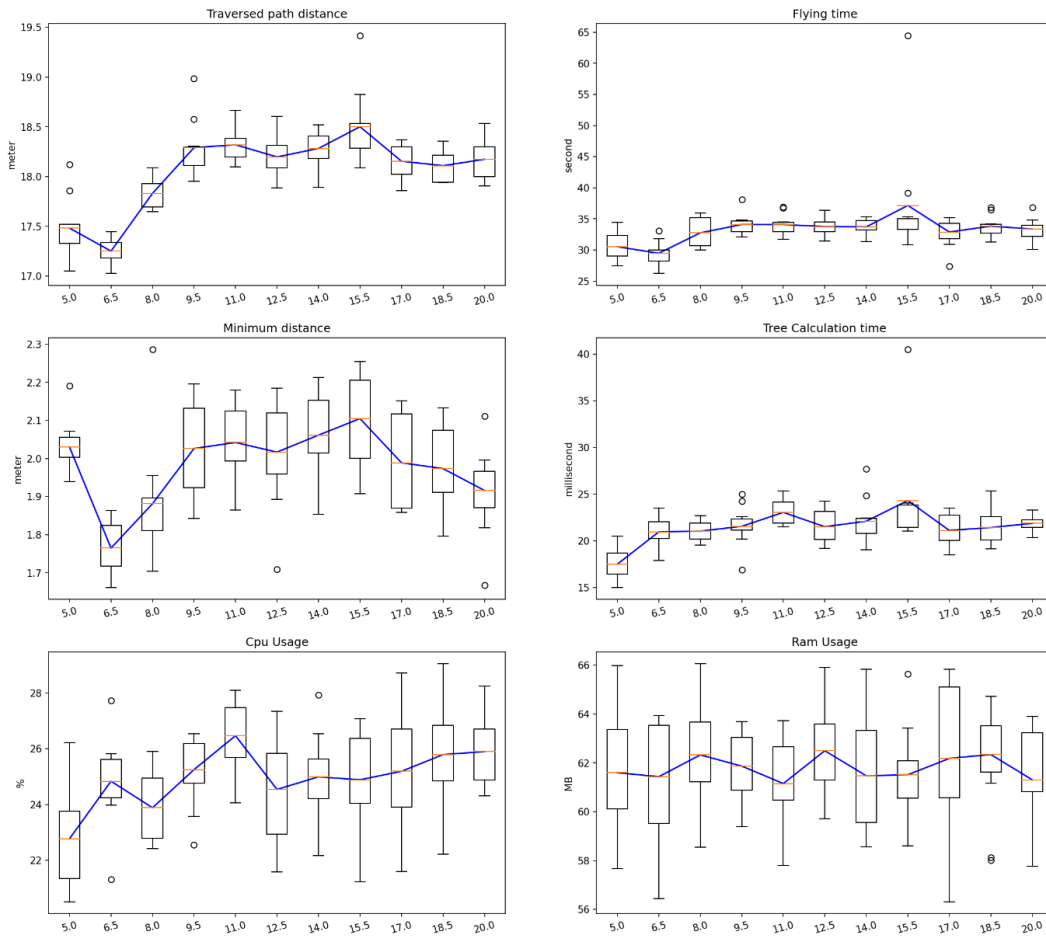 Traversed path distance
19.5
19.0
18.5
18.0
17.5
17.0
meter
5.0 6.5 8.0 9.5 11.0 12.5 14.0 15.5 17.0 18.5 20.0
Flying time
65
60
55
50
45
40
35
30
25
second
5.0 6.5 8.0 9.5 11.0 12.5 14.0 15.5 17.0 18.5 20.0
Minimum distance
2.3
2.2
2.1
2.0
1.9
1.8
1.7
meter
5.0 6.5 8.0 9.5 11.0 12.5 14.0 15.5 17.0 18.5 20.0
Tree Calculation time
40
35
30
25
20
15
millisecond
5.0 6.5 8.0 9.5 11.0 12.5 14.0 15.5 17.0 18.5 20.0
Cpu Usage
28
26
24
22
%
5.0 6.5 8.0 9.5 11.0 12.5 14.0 15.5 17.0 18.5 20.0
Ram Usage
66
64
62
60
58
56
MB
5.0 6.5 8.0 9.5 11.0 12.5 14.0 15.5 17.0 18.5 20.0